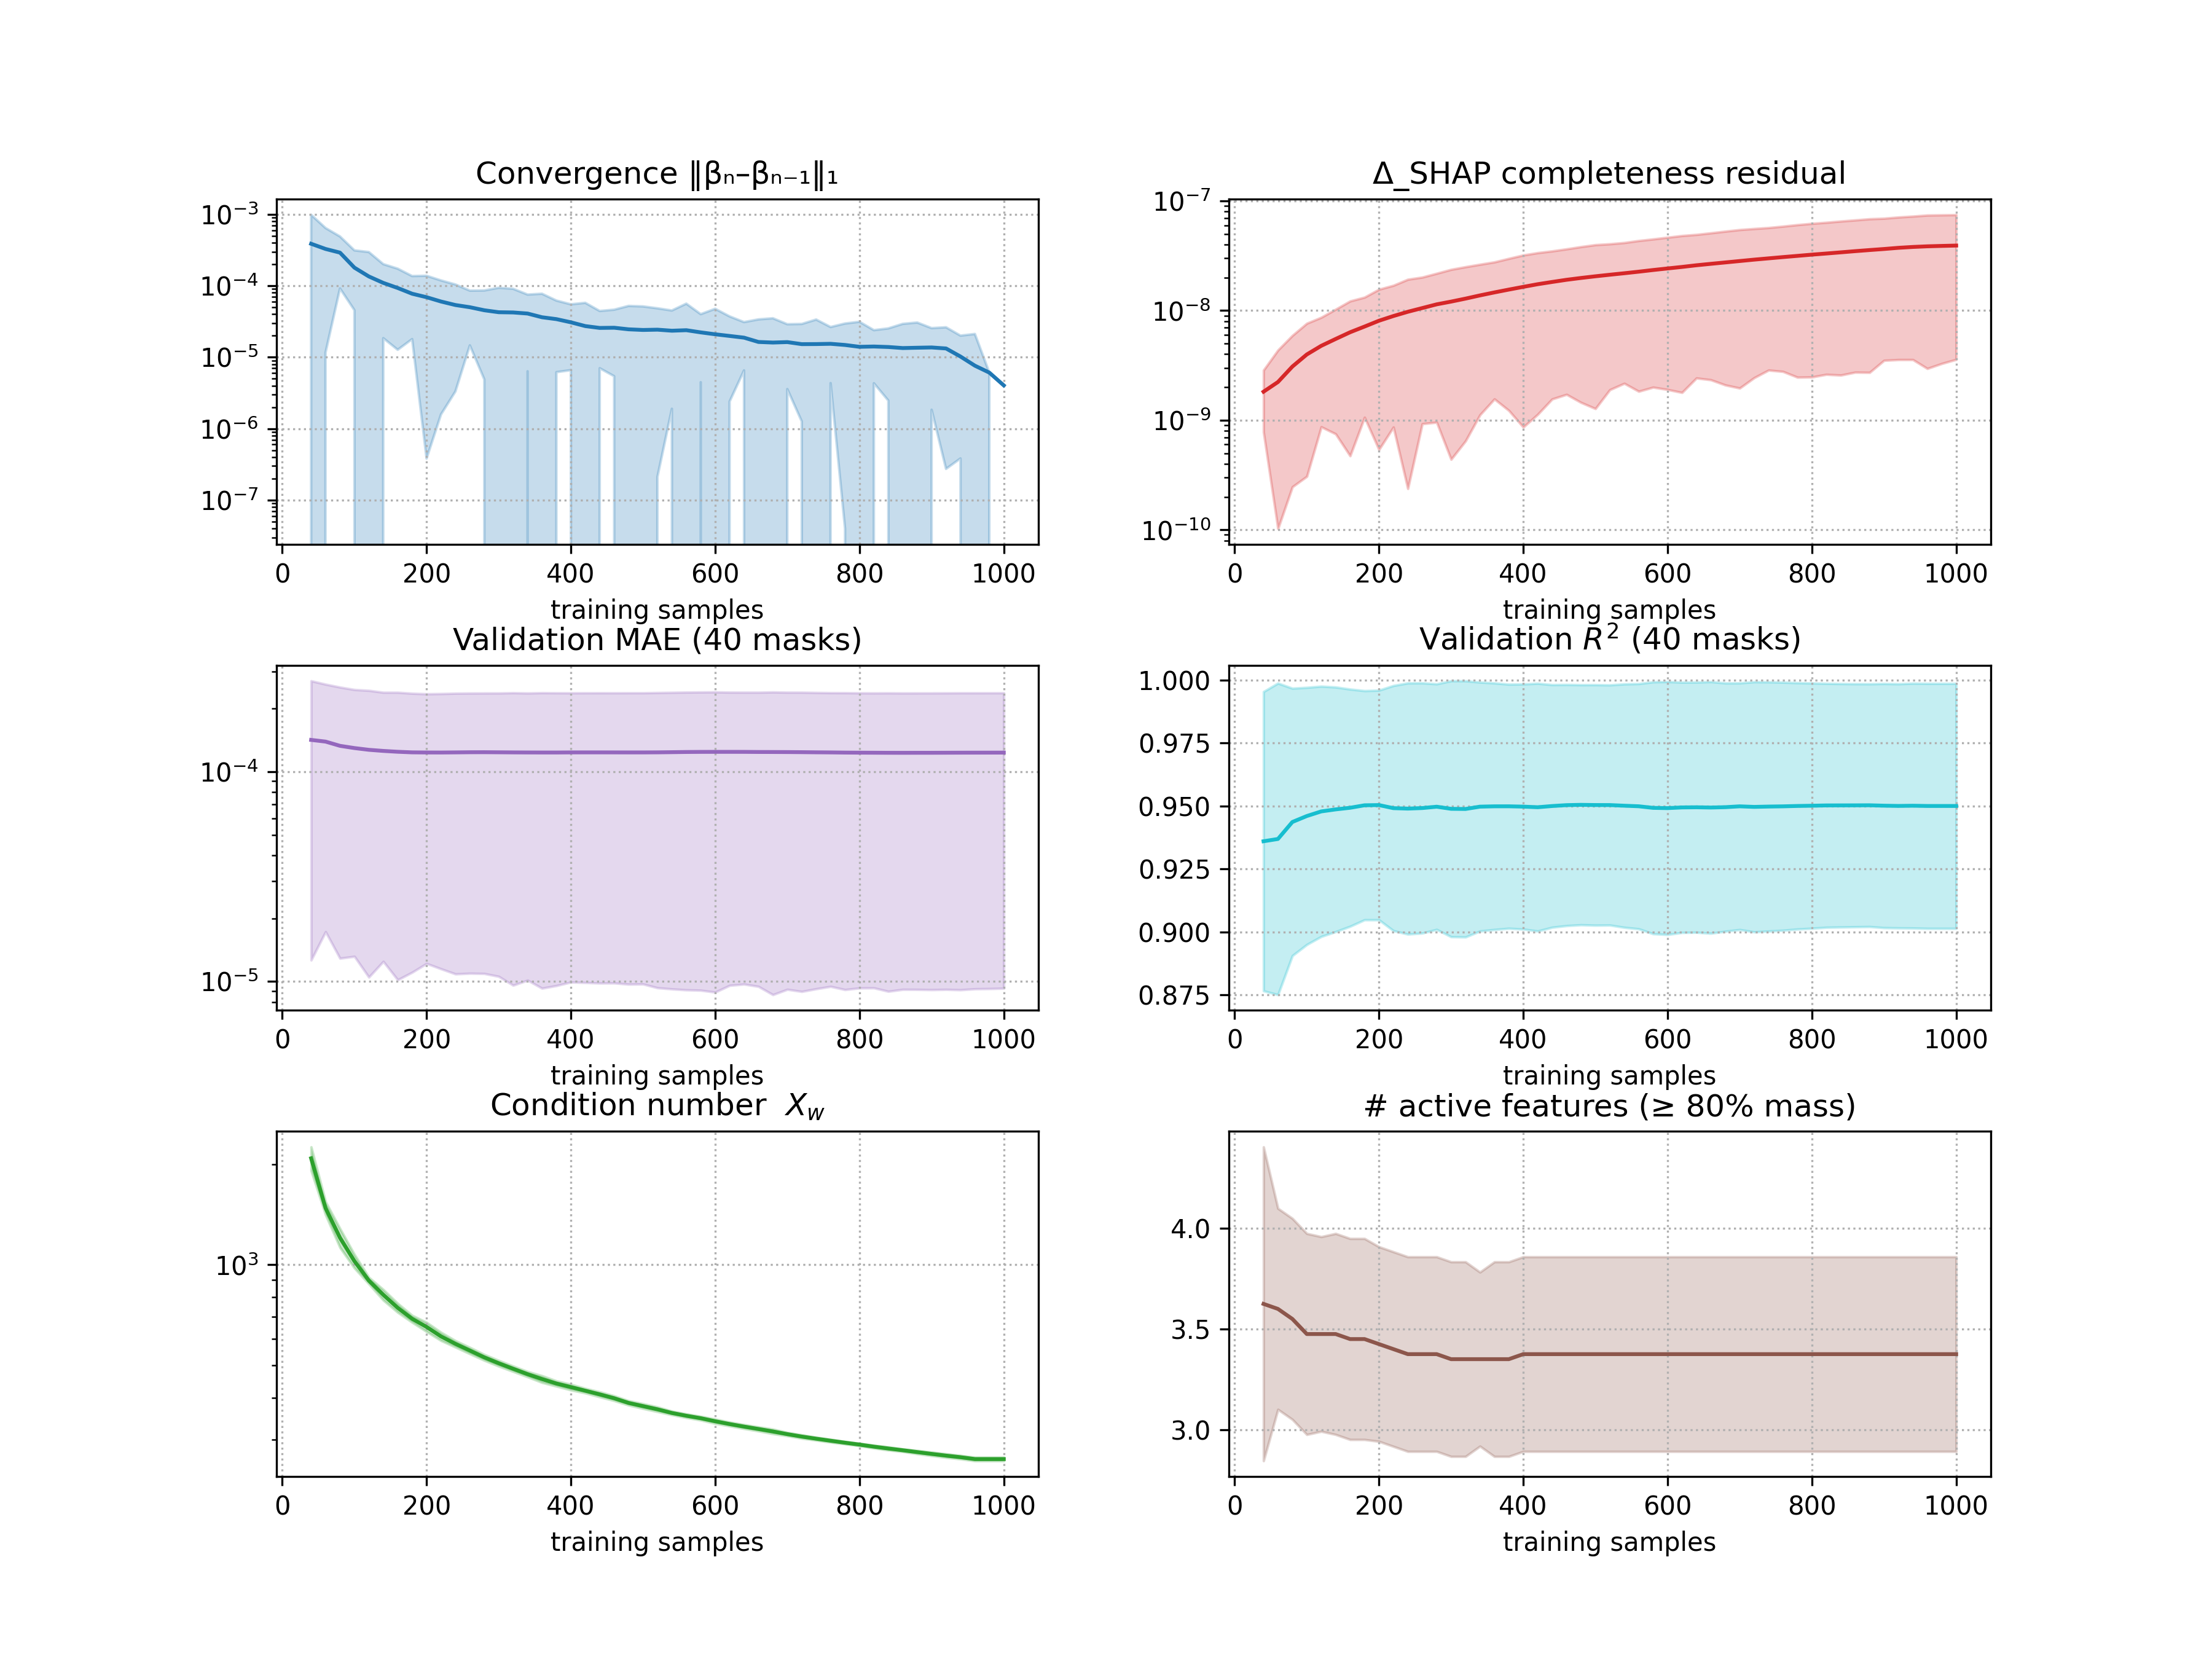 Convergence ‖βₙ–βₙ₋₁‖₁
10⁻³
10⁻⁴
10⁻⁵
10⁻⁶
10⁻⁷
0 200 400 600 800 1000
training samples
Δ_SHAP completeness residual
10⁻⁷
10⁻⁸
10⁻⁹
10⁻¹⁰
0 200 400 600 800 1000
training samples
Validation MAE (40 masks)
10⁻⁴
10⁻⁵
0 200 400 600 800 1000
training samples
Validation R² (40 masks)
1.000
0.975
0.950
0.925
0.900
0.875
0 200 400 600 800 1000
training samples
Condition number X_w
10³
0 200 400 600 800 1000
training samples
# active features (≥ 80% mass)
4.0
3.5
3.0
0 200 400 600 800 1000
training samples